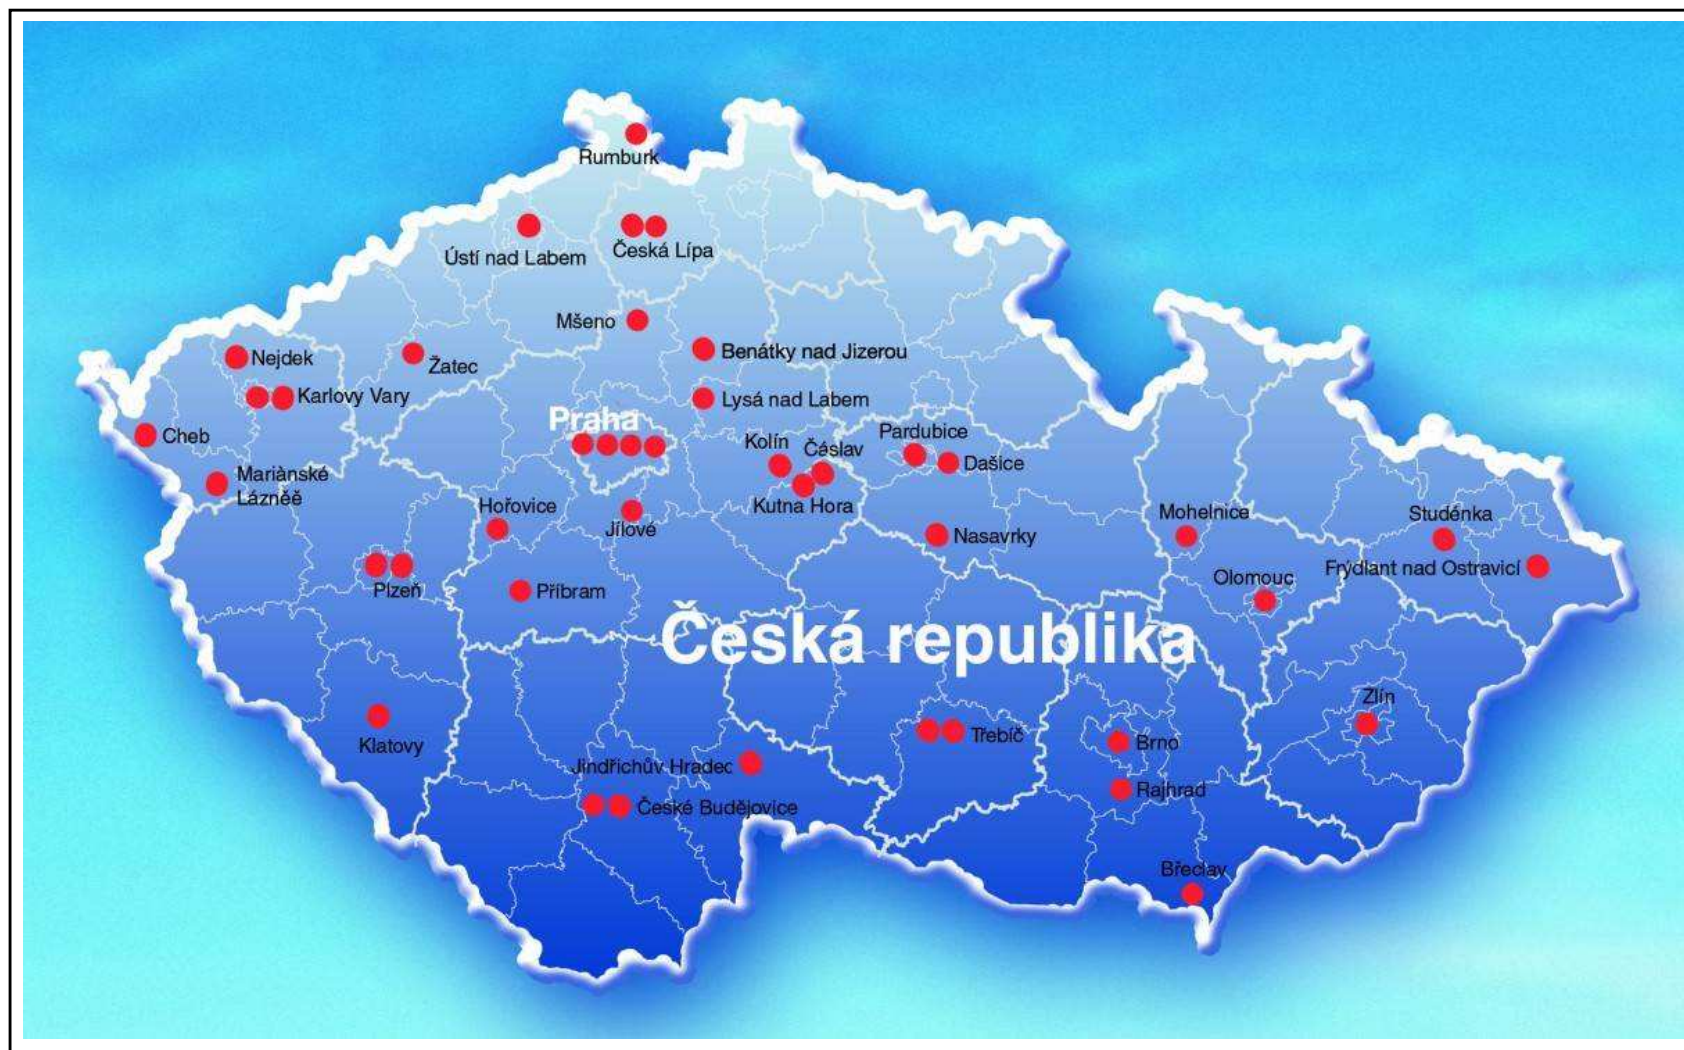 Rumburk
Ústí nad Labem
Česká Lípa
Mšeno
Nejdek
Žatec
Benátky nad Jizerou
Karlovy Vary
Lysá nad Labem
Praha
Cheb
Kolín
Čáslav
Pardubice
Dašice
Mariànské
Lázněě
Hořovice
Jílové
Kutna Hora
Nasavrky
Mohelnice
Studénka
Frýdlant nad Ostravicí
Plzeň
Příbram
Olomouc
Česká republika
Zlín
Klatovy
Třebíč
Brno
Jindřichův Hradec
Rajhrad
České Budějovice
Břeclav